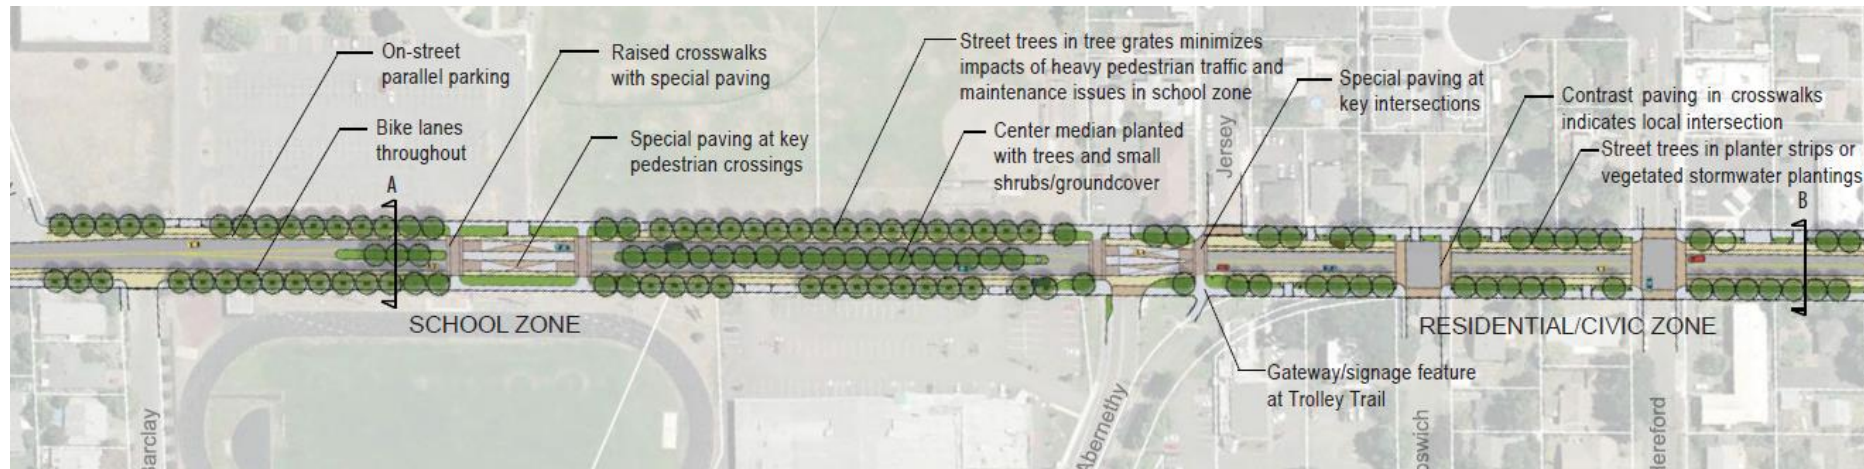 On-street
parallel parking
Bike lanes
throughout
Raised crosswalks
with special paving
Special paving at key
pedestrian crossings
Street trees in tree grates minimizes
impacts of heavy pedestrian traffic and
maintenance issues in school zone
Center median planted
with trees and small
shrubs/groundcover
Special paving at
key intersections
Contrast paving in crosswalks
indicates local intersection
Street trees in planter strips or
vegetated stormwater plantings
Jersey
A
B
SCHOOL ZONE
RESIDENTIAL/CIVIC ZONE
Gateway/signage feature
at Trolley Trail
Barclay
Abernethy
pswich
ereford